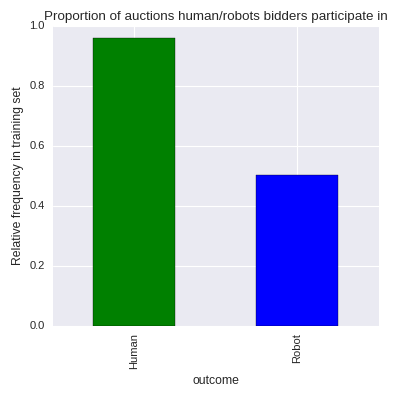 Proportion of auctions human/robots bidders participate in
1.0
0.8
0.6
0.4
0.2
0.0
Relative frequency in training set
Human
Robot
outcome